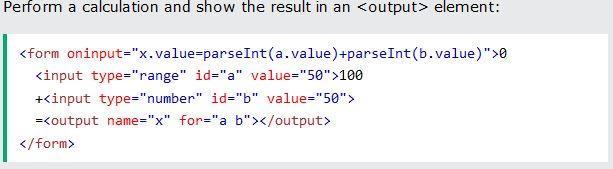 Perform a calculation and show the result in an <output> element:
<form oninput="x.value=parseInt(a.value)+parseInt(b.value)">0
<input type="range" id="a" value="50">100
+<input type="number" id="b" value="50">
=<output name="x" for="a b"></output>
</form>